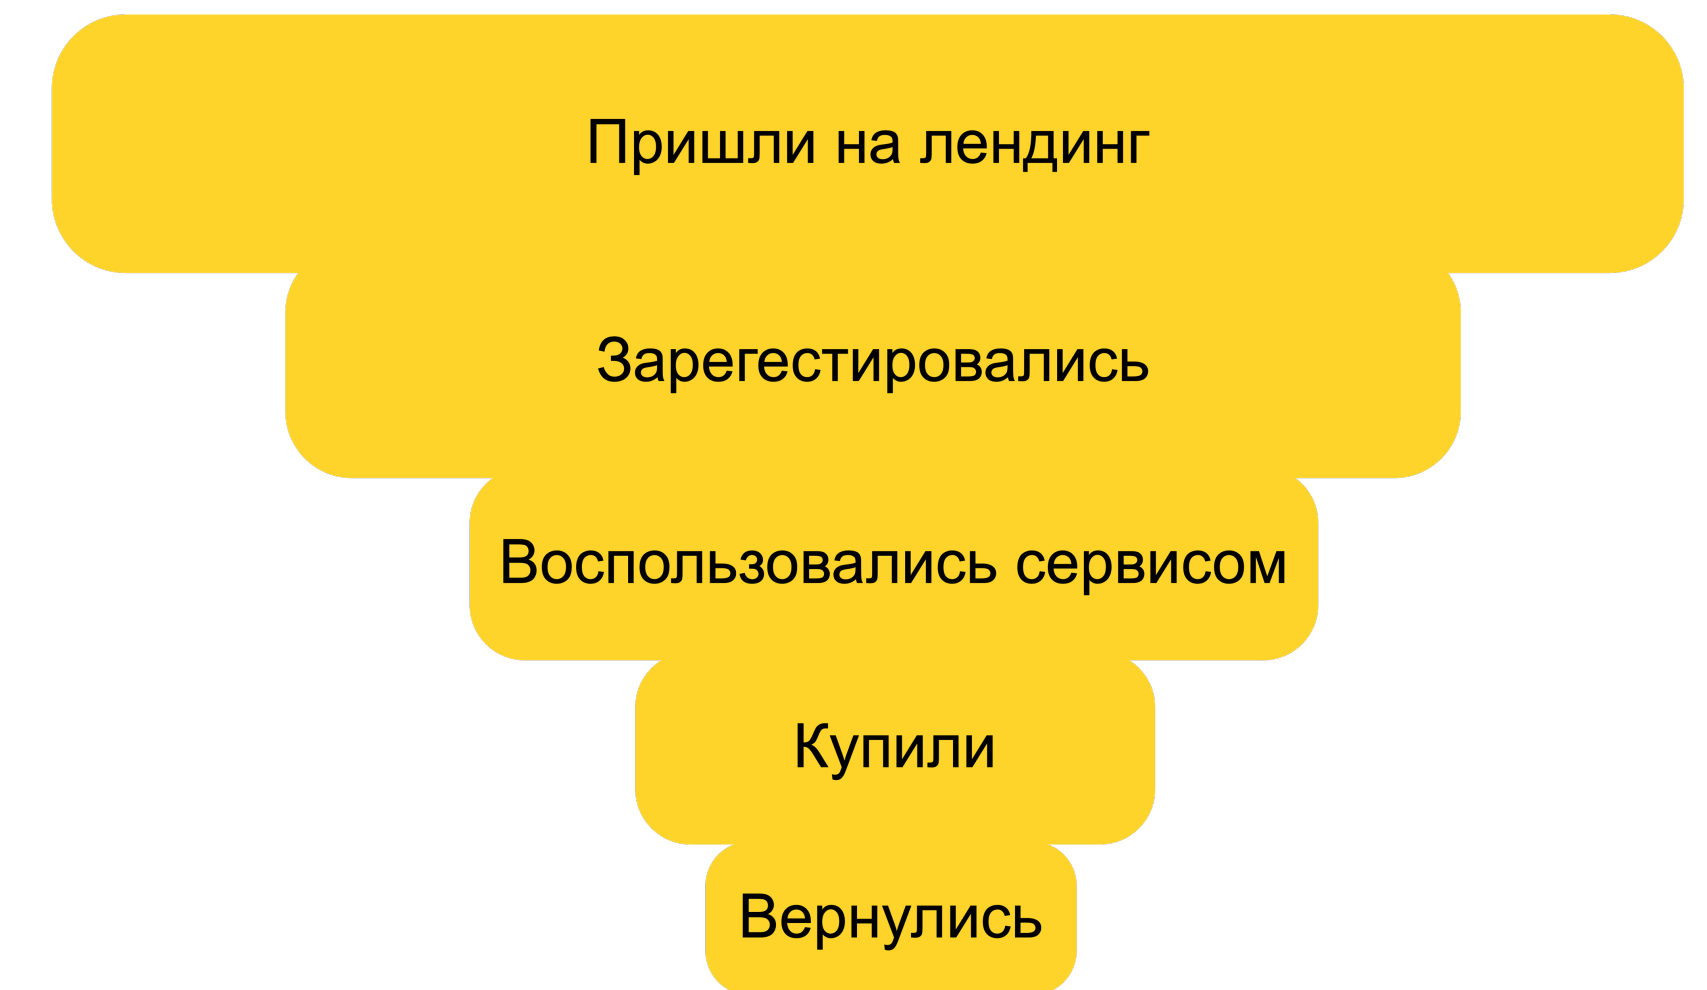 Пришли на лендинг
Зарегестировались
Воспользовались сервисом
Купили
Вернулись